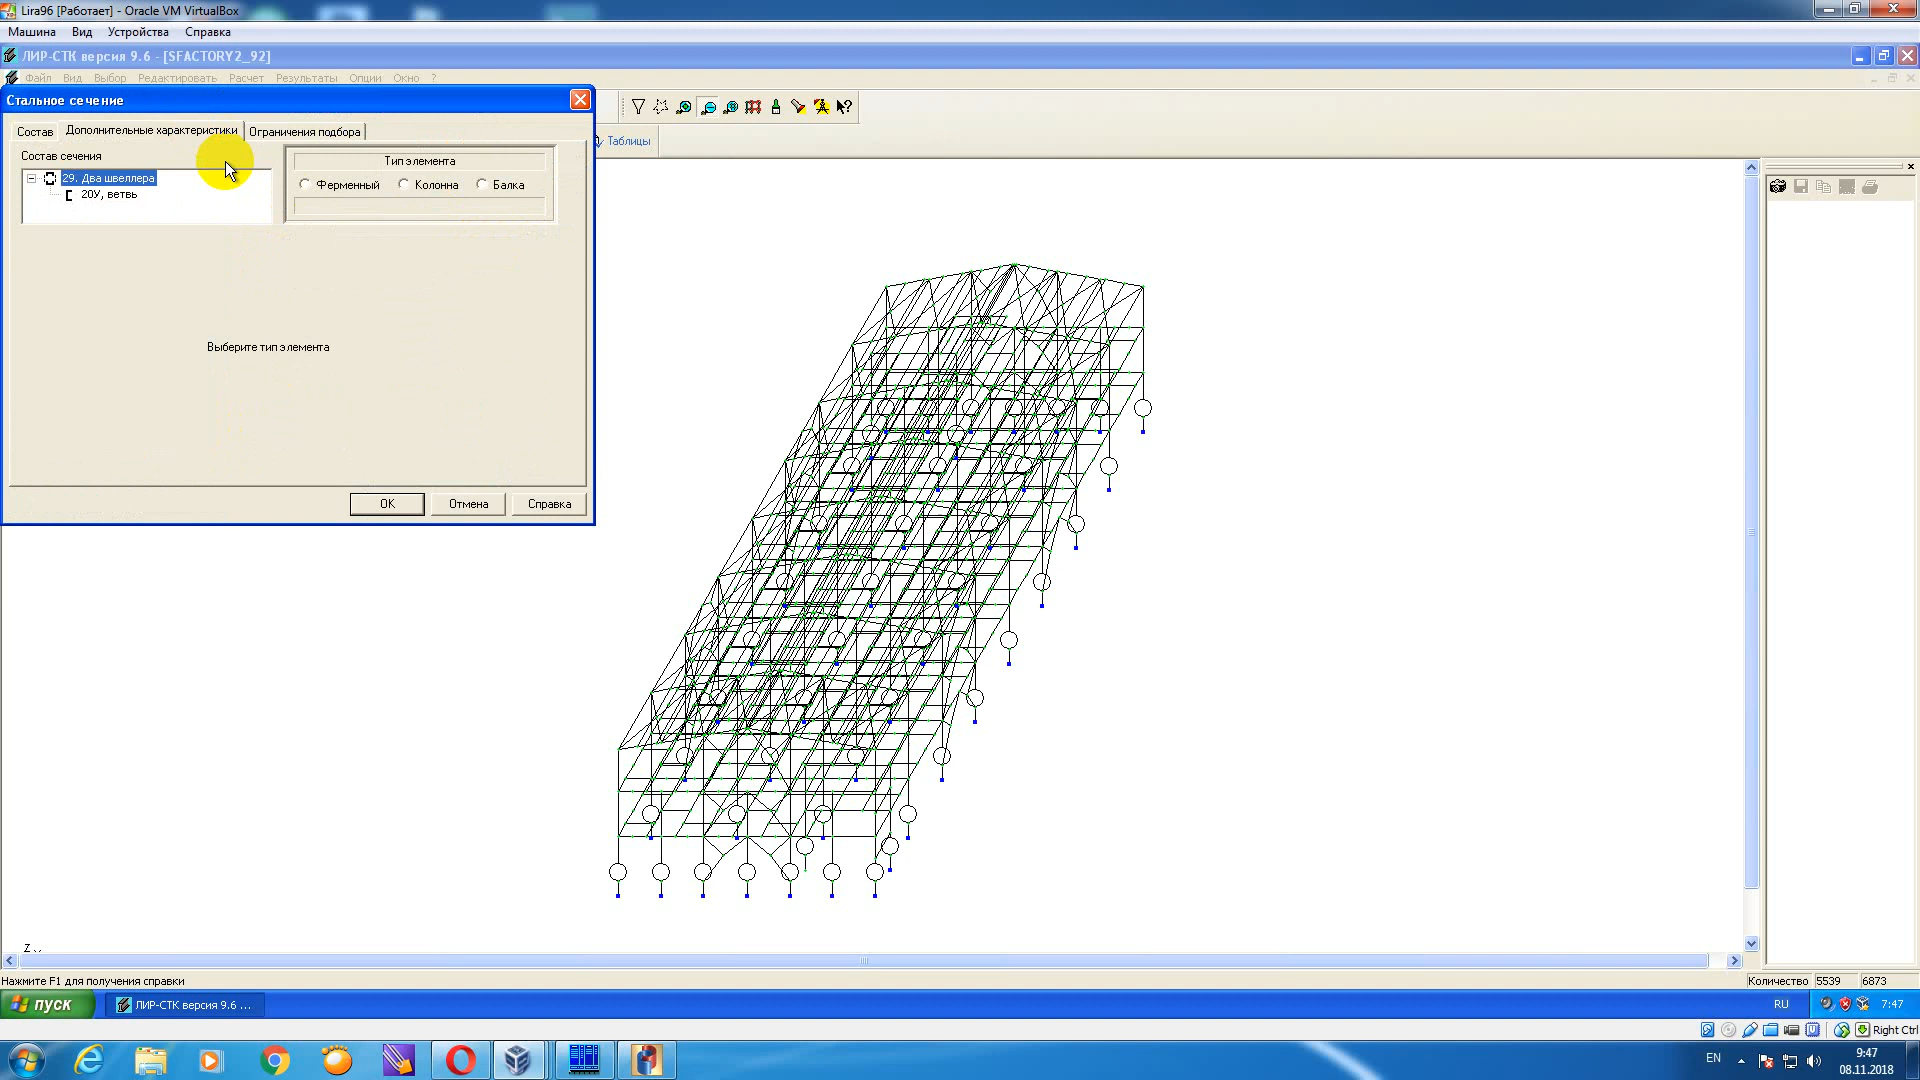 Lira96 [Работает] - Oracle VM VirtualBox
Машина Вид Устройства Справка
ЛИР-СТК версия 9.6 - [SFACTORY2_92]
Файл Вид Выбор Редактировать Расчет Результаты Опции Окно ?
Стальное сечение
Состав Дополнительные характеристики Ограничения подбора
Таблицы
Состав сечения
Тип элемента
29. Два швеллера
Ферменный Колонна Балка
20У, ветвь
Выберите тип элемента
OK Отмена Справка
Z
Нажмите F1 для получения справки
Количество 5539 6873
пуск ЛИР-СТК версия 9.6 ... RU 7:47
Right Ctrl
EN 9:47
08.11.2018